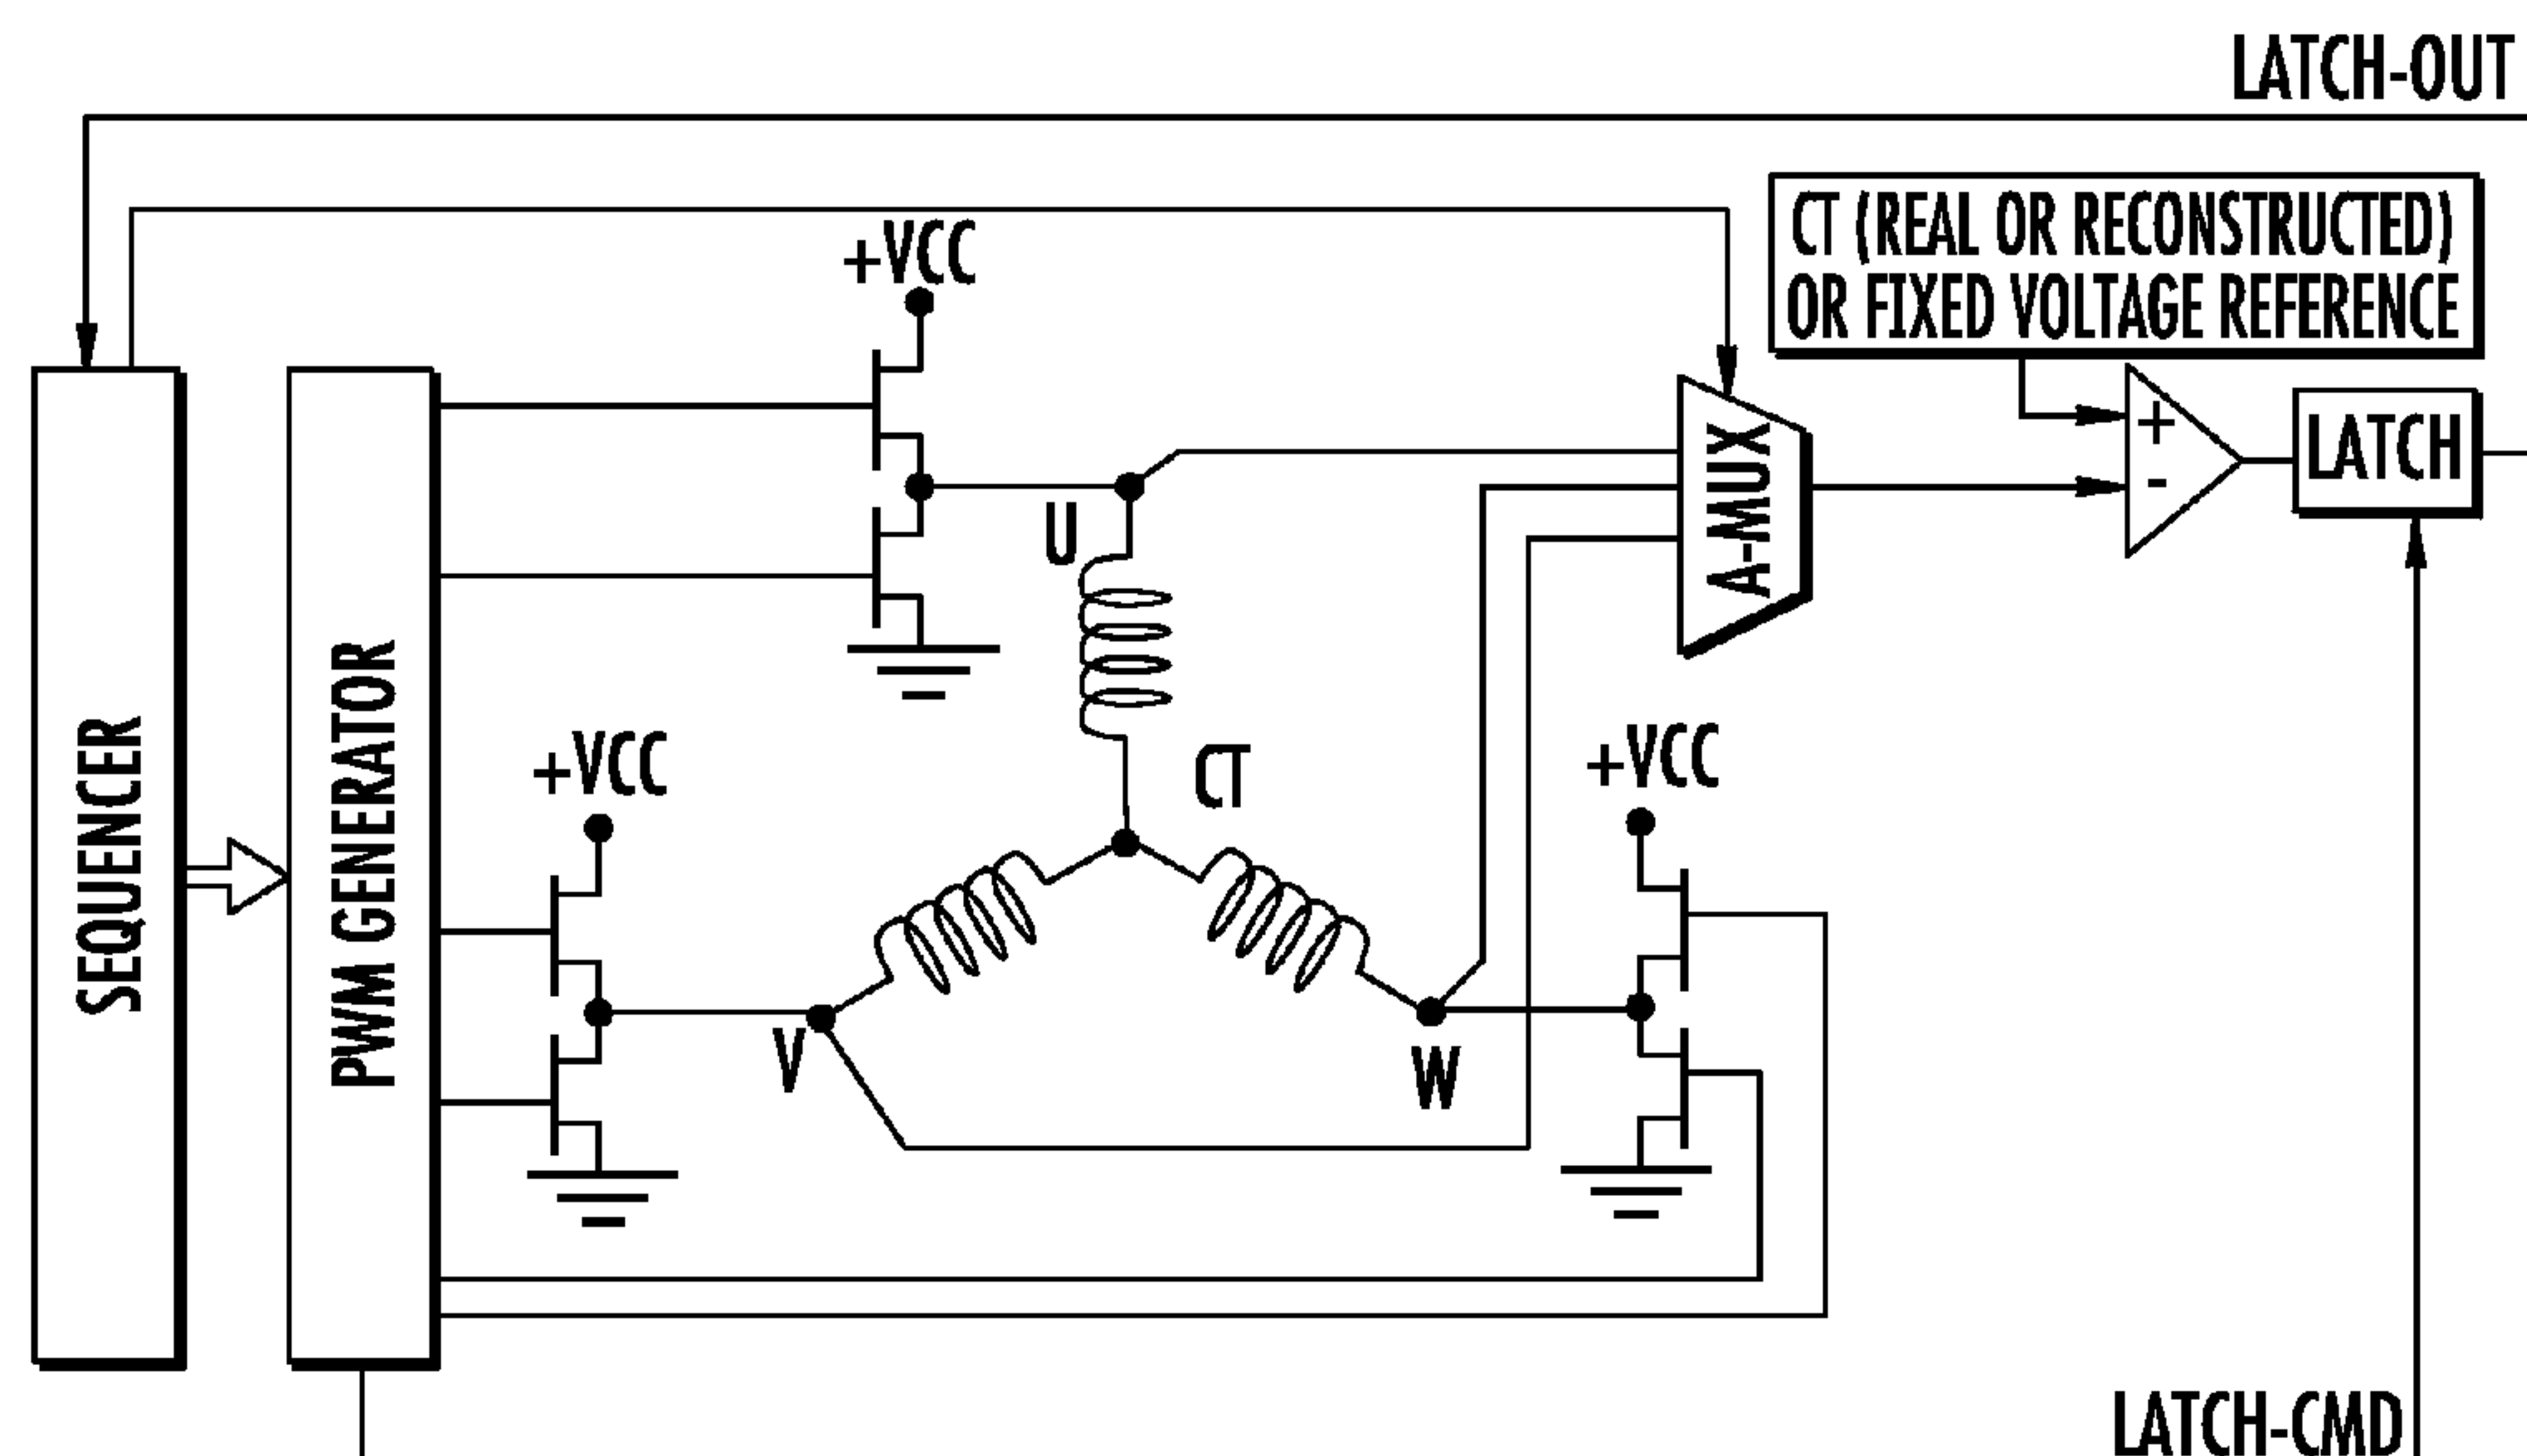 LATCH-OUT
CT (REAL OR RECONSTRUCTED)
OR FIXED VOLTAGE REFERENCE
+VCC
+
-
LATCH
A-MUX
U
SEQUENCER
PWM GENERATOR
+VCC
CT
+VCC
V
W
LATCH-CMD